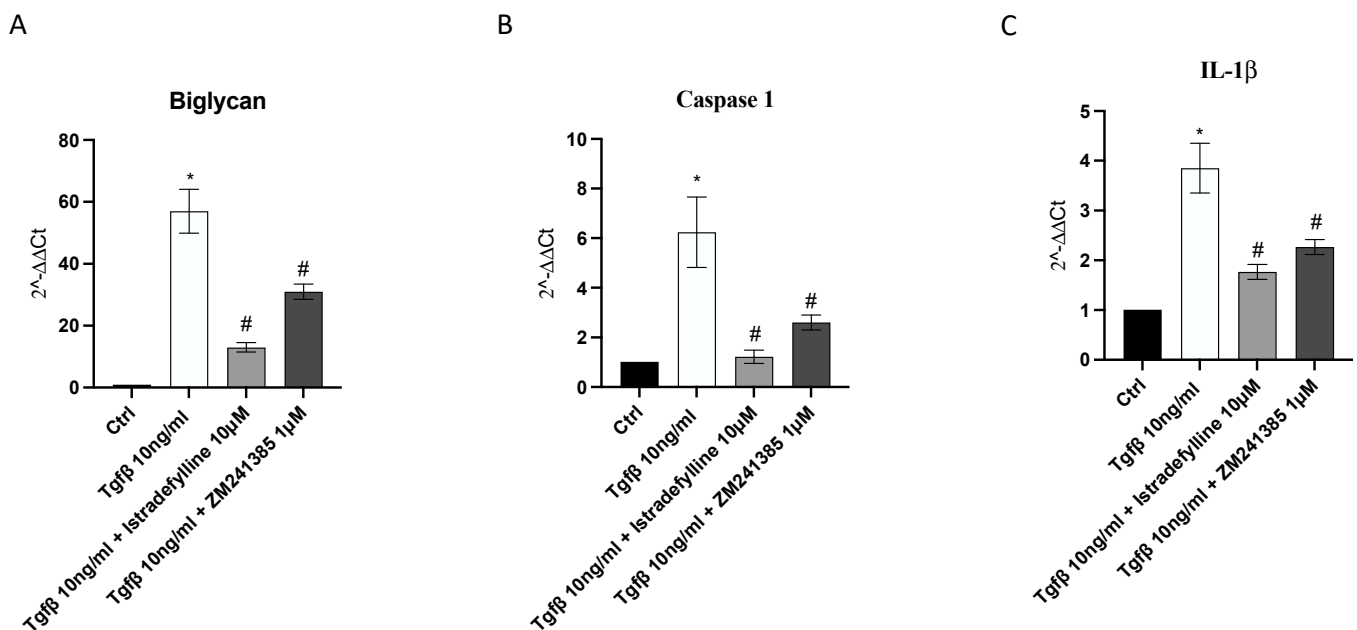 A
Biglycan
80
60
40
20
0
2^-ΔΔCt
*
#
#
Ctrl
Tgfβ 10ng/ml
Tgfβ 10ng/ml + Istradefylline 10µM
Tgfβ 10ng/ml + ZM241385 1µM
B
Caspase 1
10
8
6
4
2
0
2^-ΔΔCt
*
#
#
Ctrl
Tgfβ 10ng/ml
Tgfβ 10ng/ml + Istradefylline 10µM
Tgfβ 10ng/ml + ZM241385 1µM
C
IL-1β
5
4
3
2
1
0
2^-ΔΔCt
*
#
#
Ctrl
Tgfβ 10ng/ml
Tgfβ 10ng/ml + Istradefylline 10µM
Tgfβ 10ng/ml + ZM241385 1µM